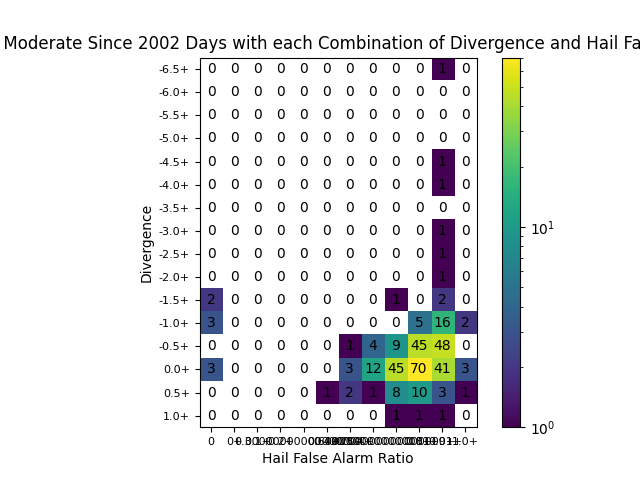 Moderate Since 2002 Days with each Combination of Divergence and Hail Fa
-6.5+ 0 0 0 0 0 0 0 0 0 0 1 0
-6.0+ 0 0 0 0 0 0 0 0 0 0 0 0
-5.5+ 0 0 0 0 0 0 0 0 0 0 0 0
-5.0+ 0 0 0 0 0 0 0 0 0 0 0 0
-4.5+ 0 0 0 0 0 0 0 0 0 0 1 0
-4.0+ 0 0 0 0 0 0 0 0 0 0 1 0
-3.5+ 0 0 0 0 0 0 0 0 0 0 0 0
-3.0+ 0 0 0 0 0 0 0 0 0 0 1 0
-2.5+ 0 0 0 0 0 0 0 0 0 0 1 0
-2.0+ 0 0 0 0 0 0 0 0 0 0 1 0
-1.5+ 2 0 0 0 0 0 0 0 1 0 2 0
-1.0+ 3 0 0 0 0 0 0 0 0 5 16 2
-0.5+ 0 0 0 0 0 0 1 4 9 45 48 0
0.0+ 3 0 0 0 0 0 3 12 45 70 41 3
0.5+ 0 0 0 0 0 1 2 1 8 10 3 1
1.0+ 0 0 0 0 0 0 0 0 1 1 1 0
0
Hail False Alarm Ratio
Divergence
10^1
10^0